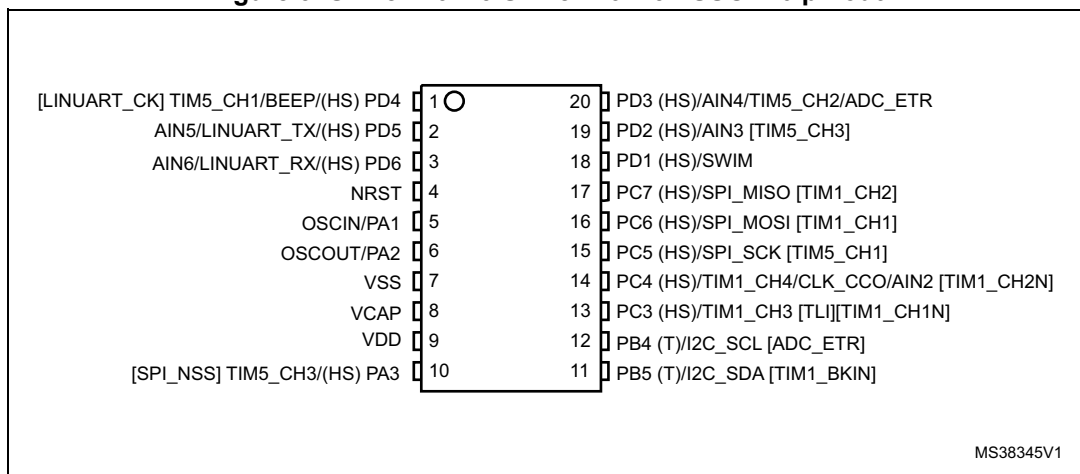 [LINUART_CK] TIM5_CH1/BEEP/(HS) PD4 1 20 PD3 (HS)/AIN4/TIM5_CH2/ADC_ETR
AIN5/LINUART_TX/(HS) PD5 2 19 PD2 (HS)/AIN3 [TIM5_CH3]
AIN6/LINUART_RX/(HS) PD6 3 18 PD1 (HS)/SWIM
NRST 4 17 PC7 (HS)/SPI_MISO [TIM1_CH2]
OSCIN/PA1 5 16 PC6 (HS)/SPI_MOSI [TIM1_CH1]
OSCOUT/PA2 6 15 PC5 (HS)/SPI_SCK [TIM5_CH1]
VSS 7 14 PC4 (HS)/TIM1_CH4/CLK_CCO/AIN2 [TIM1_CH2N]
VCAP 8 13 PC3 (HS)/TIM1_CH3 [TLI][TIM1_CH1N]
VDD 9 12 PB4 (T)/I2C_SCL [ADC_ETR]
[SPI_NSS] TIM5_CH3/(HS) PA3 10 11 PB5 (T)/I2C_SDA [TIM1_BKIN]
MS38345V1